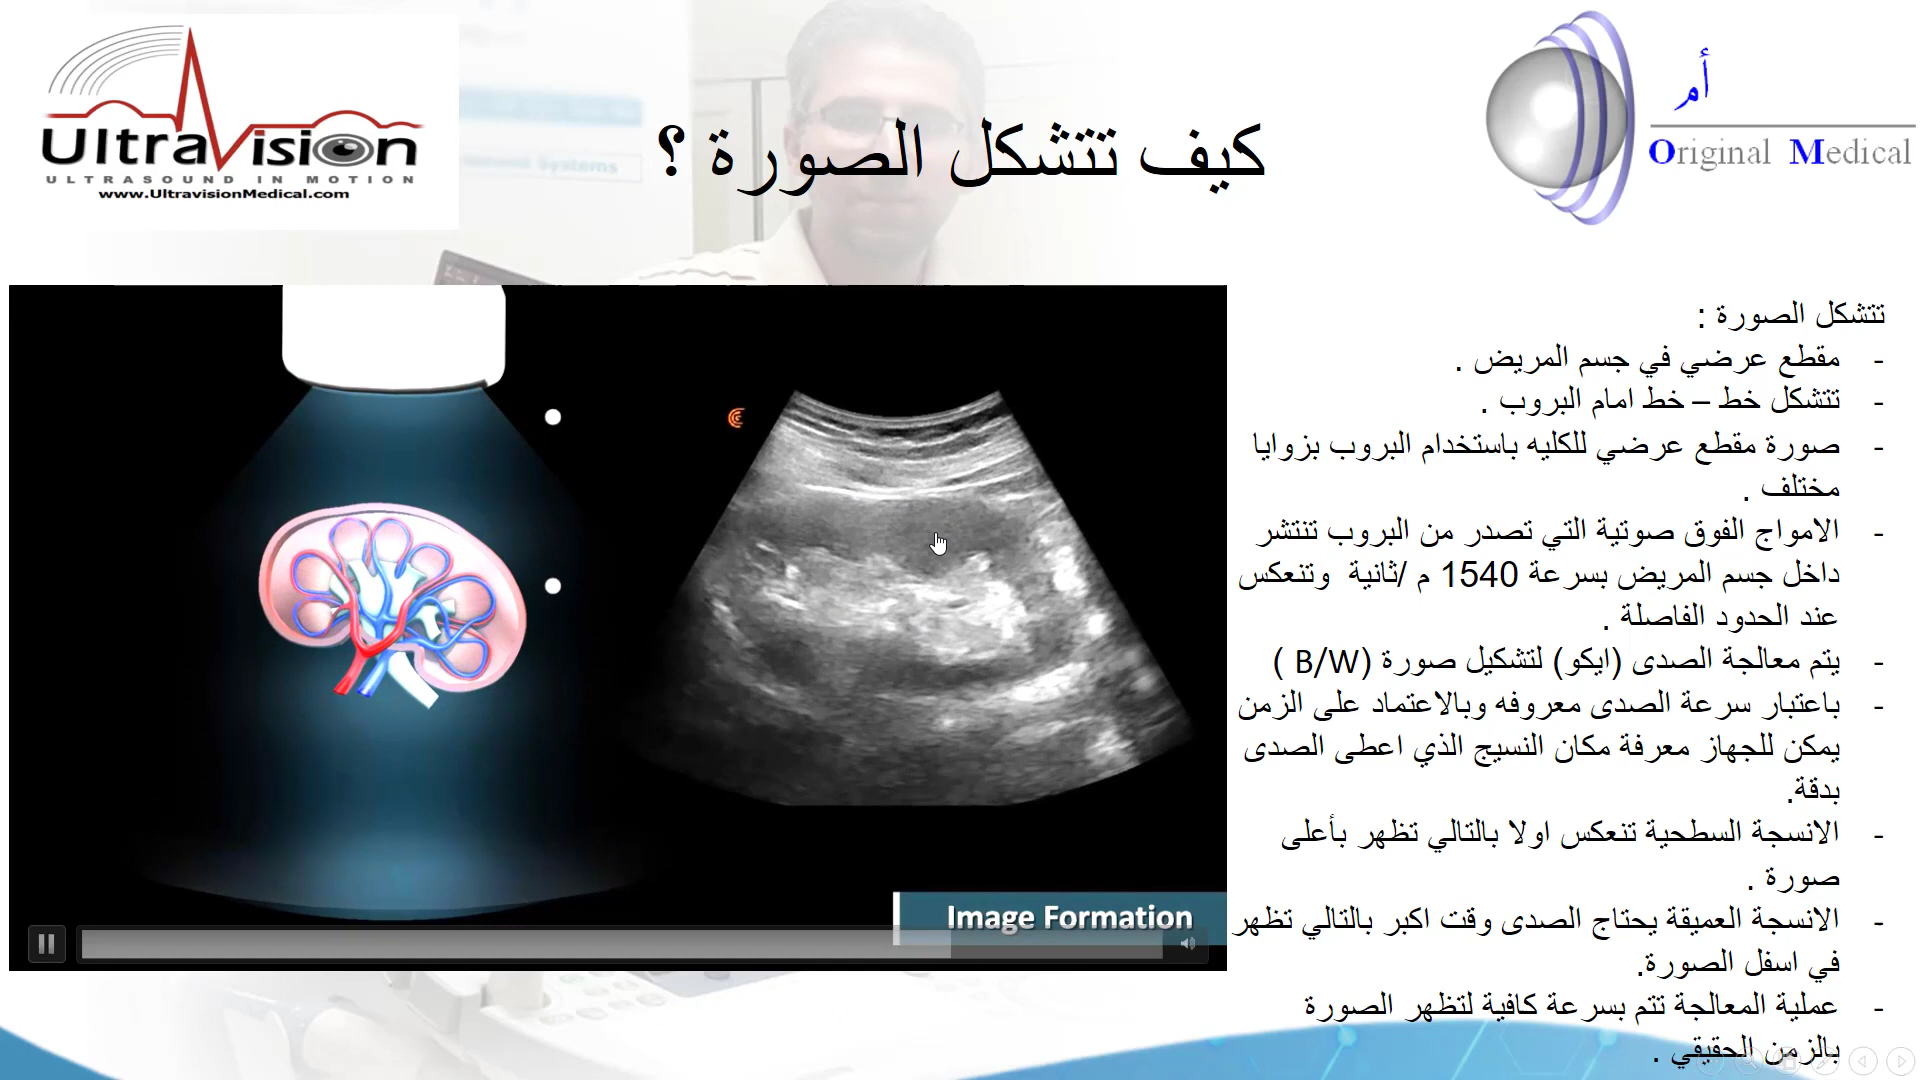 UltraVision
ULTRASOUND IN MOTION
www.UltravisionMedical.com
كيف تتشكل الصورة ؟
أم
Original Medical
تتشكل الصورة :
- مقطع عرضي في جسم المريض .
- تتشكل خط – خط امام البروب .
- صورة مقطع عرضي للكليه باستخدام البروب بزوايا
مختلف .
- الامواج الفوق صوتية التي تصدر من البروب تنتشر
داخل جسم المريض بسرعة 1540 م /ثانية وتنعكس
عند الحدود الفاصلة .
- يتم معالجة الصدى (ايكو) لتشكيل صورة (B/W )
- باعتبار سرعة الصدى معروفه وبالاعتماد على الزمن
يمكن للجهاز معرفة مكان النسيج الذي اعطى الصدى
بدقة.
- الانسجة السطحية تنعكس اولا بالتالي تظهر بأعلى
صورة .
- الانسجة العميقة يحتاج الصدى وقت اكبر بالتالي تظهر
في اسفل الصورة.
- عملية المعالجة تتم بسرعة كافية لتظهر الصورة
بالزمن الحقيقي .
Image Formation